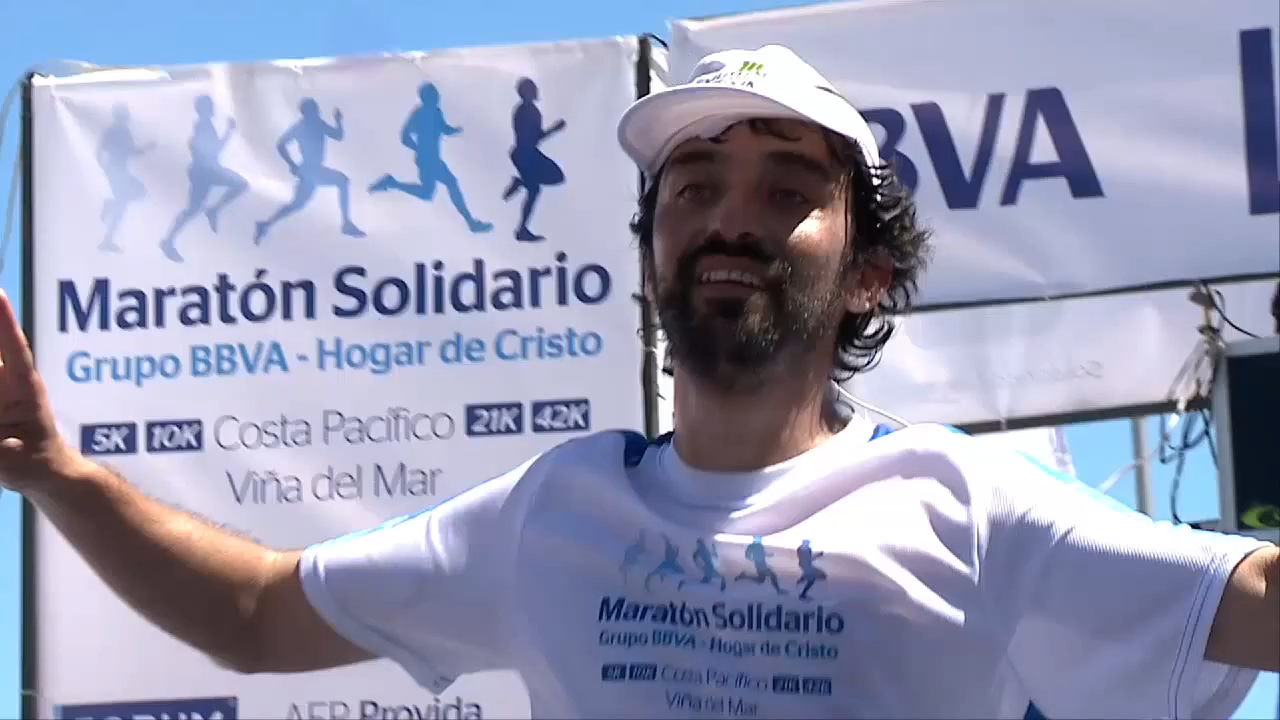 Maratón Solidario
Grupo BBVA - Hogar de Cristo
5K 10K Costa Pacífico 21K 42K
Viña del Mar
FORUM AFP Provida
BBVA
Maratón Solidario
Grupo BBVA - Hogar de Cristo
5K 10K Costa Pacífico 21K 42K
Viña del Mar